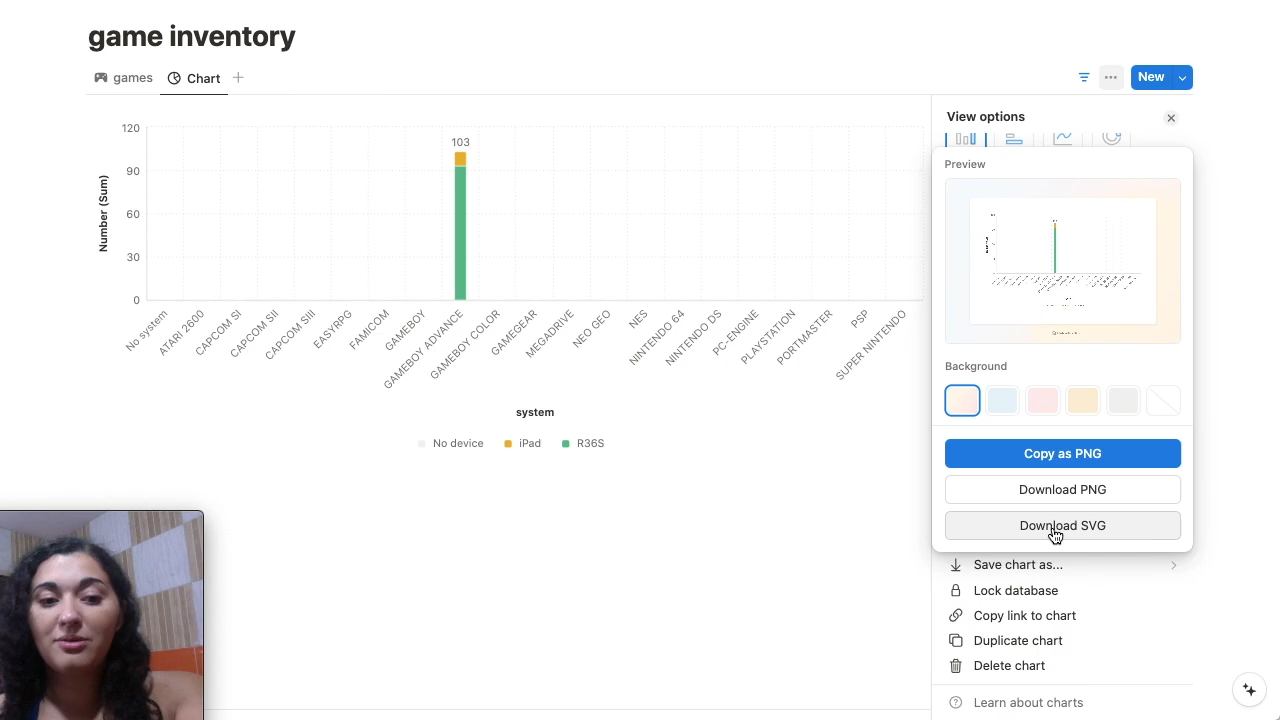 game inventory
games
Chart
New
View options
120
90
60
30
0
Number (Sum)
103
No system
ATARI 2600
CAPCOM SI
CAPCOM SII
CAPCOM SIII
EASYRPG
FAMICOM
GAMEBOY
GAMEBOY ADVANCE
GAMEBOY COLOR
GAMEGEAR
MEGADRIVE
NEO GEO
NES
NINTENDO 64
NINTENDO DS
PC-ENGINE
PLAYSTATION
PORTMASTER
PSP
SUPER NINTENDO
system
No device
iPad
R36S
Preview
Background
Copy as PNG
Download PNG
Download SVG
Save chart as...
Lock database
Copy link to chart
Duplicate chart
Delete chart
Learn about charts